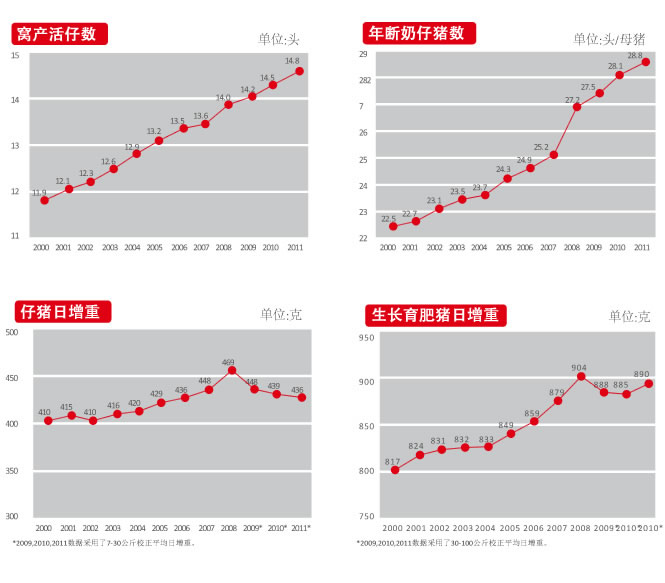 窝产活仔数
单位:头
15
14
13
12
11
11.9 12.1 12.3 12.6 12.9 13.2 13.5 13.6 14.0 14.2 14.5 14.8
2000 2001 2002 2003 2004 2005 2006 2007 2008 2009 2010 2011
年断奶仔猪数
单位:头/母猪
29
282
7
26
25
24
23
22
22.5 22.7 23.1 23.5 23.7 24.3 24.9 25.2 27.2 27.5 28.1 28.8
2000 2001 2002 2003 2004 2005 2006 2007 2008 2009 2010 2011
仔猪日增重
单位:克
500
450
400
350
300
410 415 410 416 420 429 436 448 469 448 439 436
2000 2001 2002 2003 2004 2005 2006 2007 2008 2009* 2010* 2011*
*2009,2010,2011数据采用了7-30公斤校正平均日增重。
生长育肥猪日增重
单位:克
950
900
850
800
750
817 824 831 832 833 849 859 879 904 888 885 890
2000 2001 2002 2003 2004 2005 2006 2007 2008 2009* 2010* 2010*
*2009,2010,2011数据采用了30-100公斤校正平均日增重。